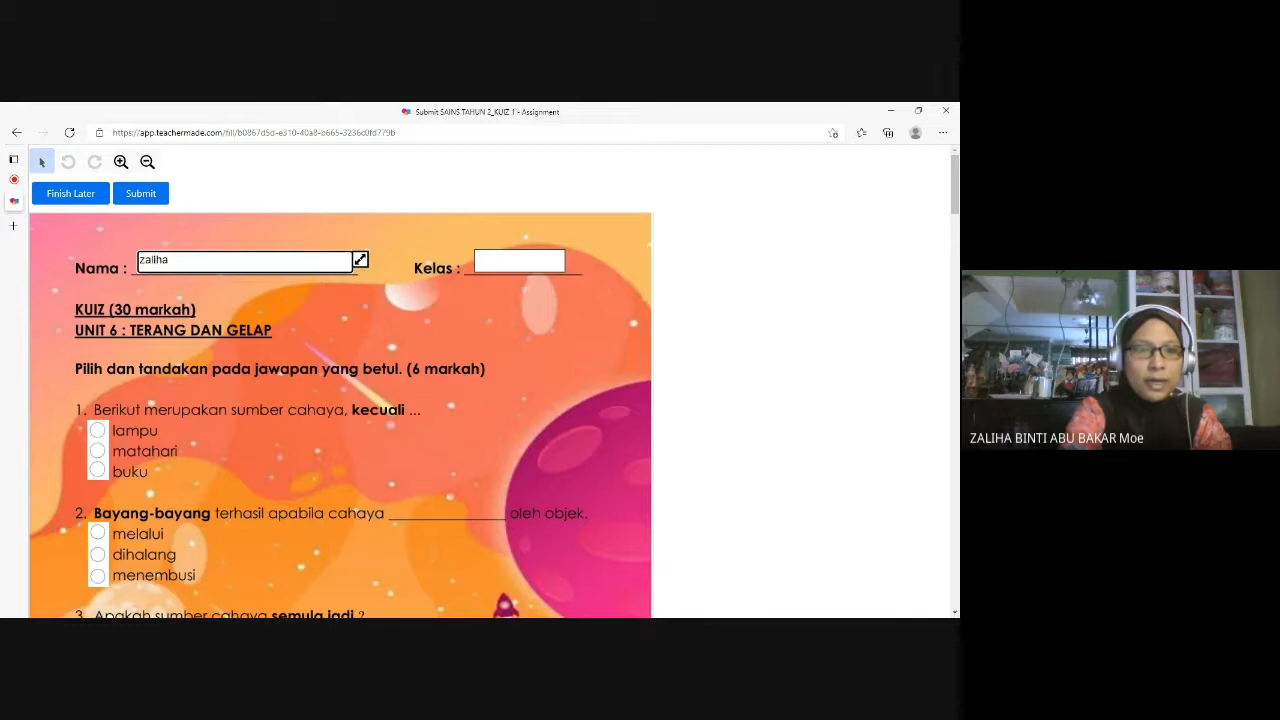 Submit SAINS TAHUN 2_KUIZ 1 - Assignment
https://app.teachermade.com/fill/b0867d5d-e310-40a8-b665-3236c0fd779b
Finish Later Submit
Nama : zaliha Kelas :
KUIZ (30 markah)
UNIT 6 : TERANG DAN GELAP
Pilih dan tandakan pada jawapan yang betul. (6 markah)
1. Berikut merupakan sumber cahaya, kecuali ...
lampu
matahari
buku
2. Bayang-bayang terhasil apabila cahaya ______________ oleh objek.
melalui
dihalang
menembusi
3. Apakah sumber cahaya semula jadi ?
ZALIHA BINTI ABU BAKAR Moe